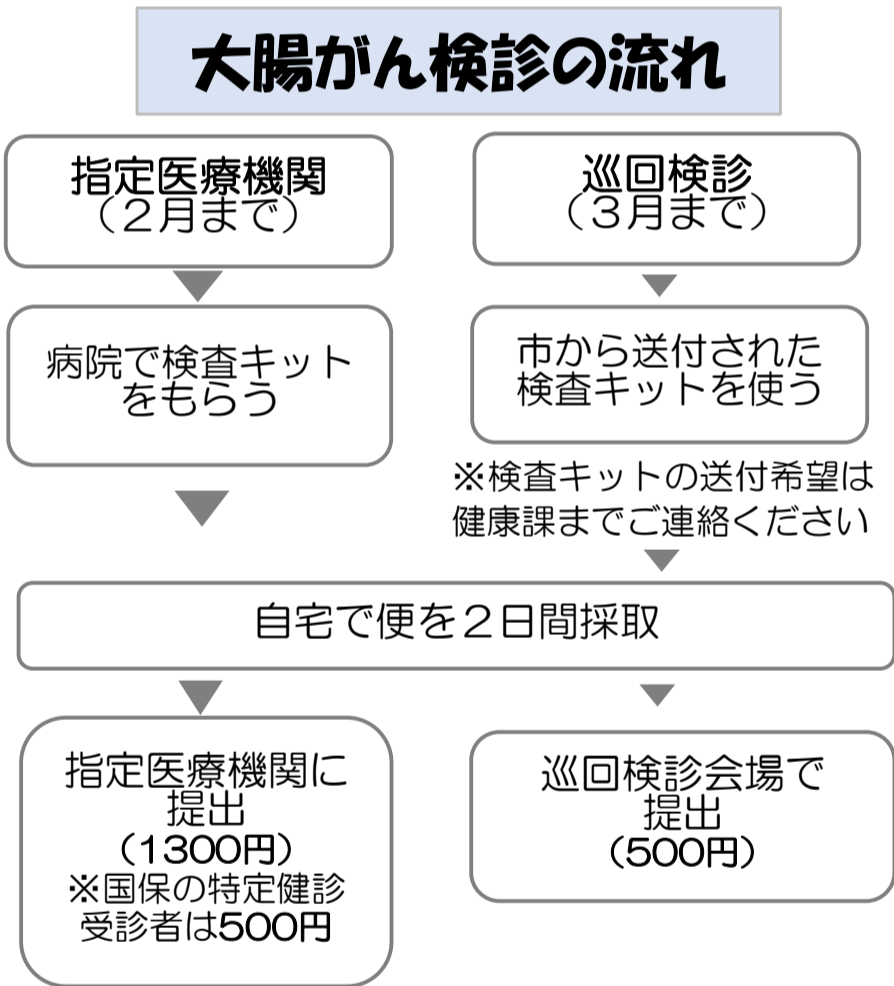 大腸がん検診の流れ
指定医療機関
（２月まで）
病院で検査キット
をもらう
巡回検診
（３月まで）
市から送付された
検査キットを使う
※検査キットの送付希望は
健康課までご連絡ください
自宅で便を２日間採取
指定医療機関に
提出
（1300円）
※国保の特定健診
受診者は500円
巡回検診会場で
提出
（500円）